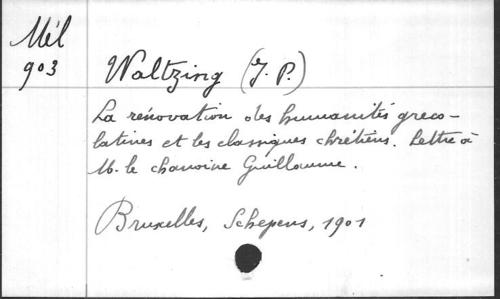 Mél
903
Waltzing (J. P.)
La rénovation des humanités gréco-
latines et les classiques chrétiens. Lettre à
M. le chanoine Guillaume.
Bruxelles, Schepens, 1901